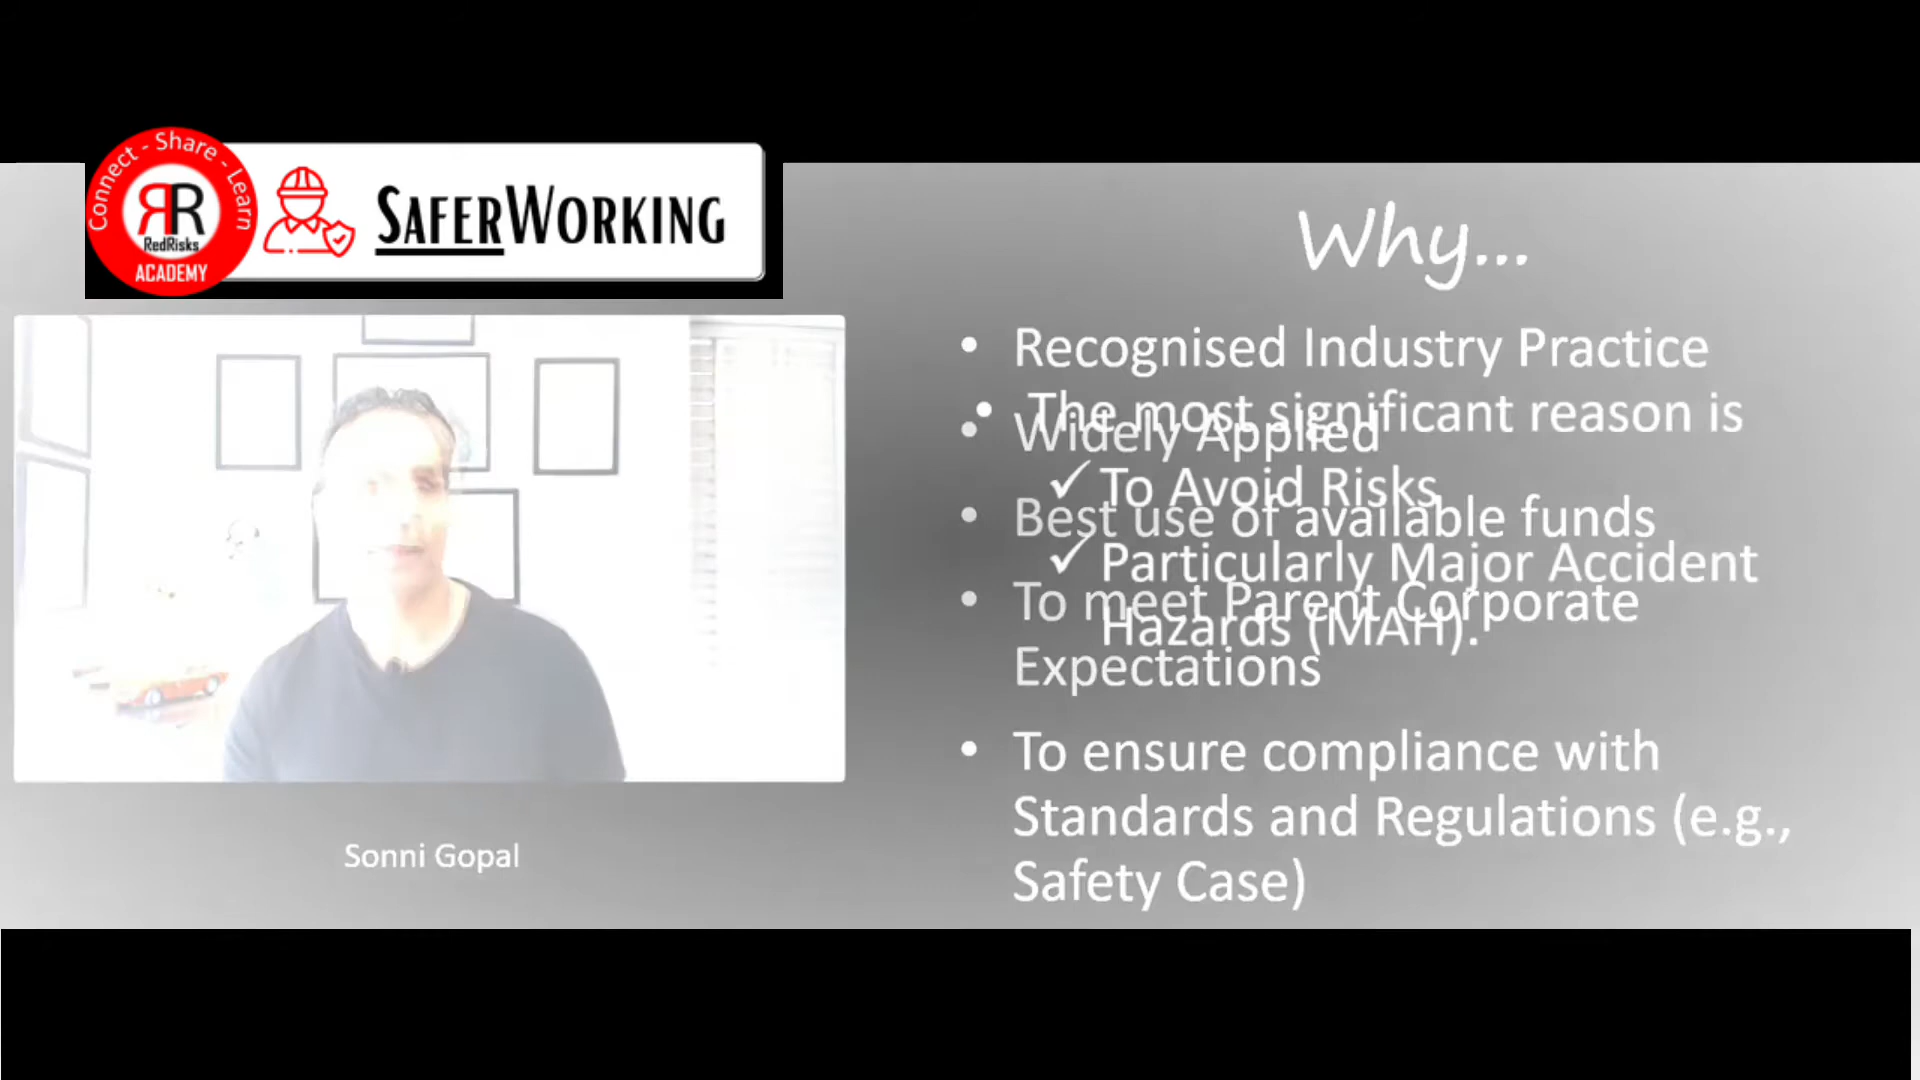 Connect - Share - Learn
RR
RedRisks
ACADEMY
SAFERWORKING
Why...
• Recognised Industry Practice
• The most significant reason is
• Widely Applied
✓ To Avoid Risks
• Best use of available funds
✓ Particularly Major Accident
• To meet Parent Corporate
Hazards (MAH).
Expectations
• To ensure compliance with
Standards and Regulations (e.g.,
Safety Case)
Sonni Gopal